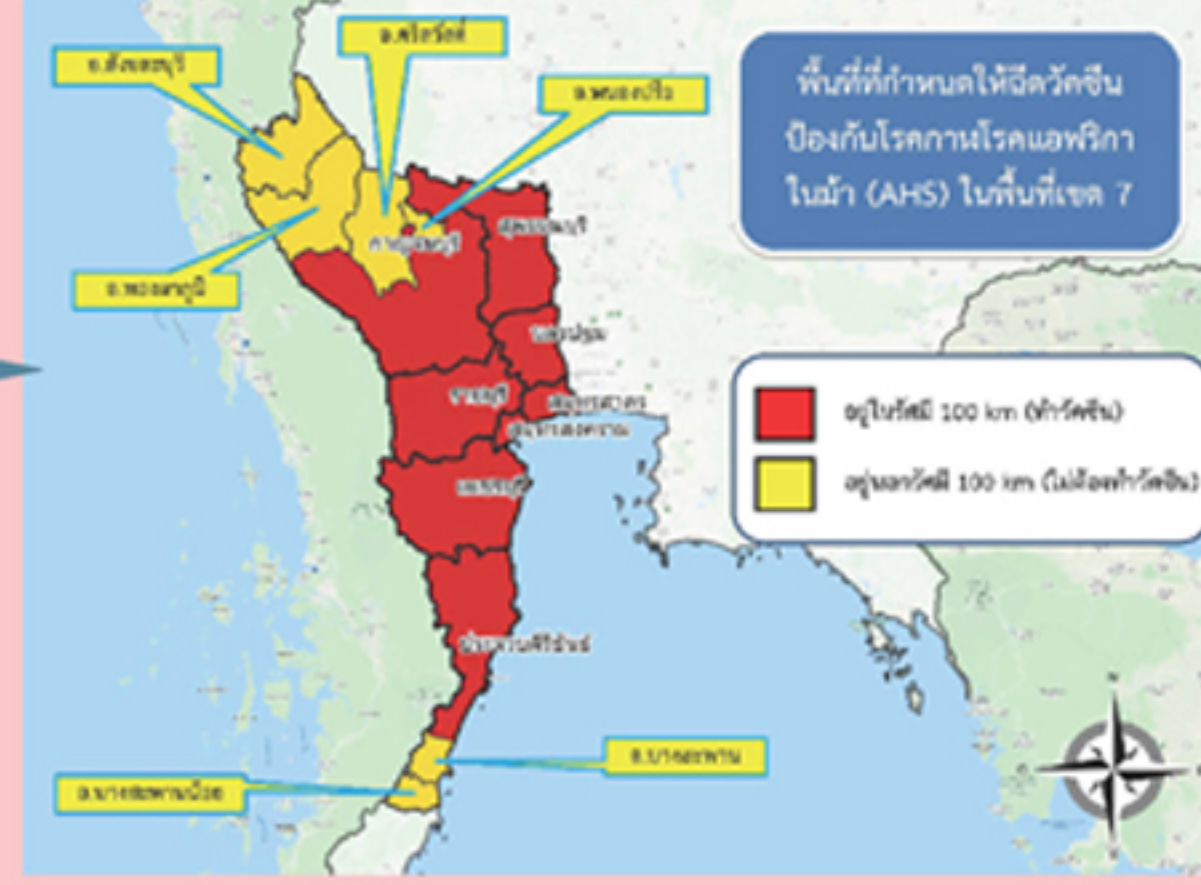 อ.ศรีสวัสดิ์
อ.สังขละบุรี
อ.หนองปรือ
พื้นที่ที่กำหนดให้ฉีดวัคซีน
ป้องกันโรคกาฬโรคแอฟริกา
ในม้า (AHS) ในพื้นที่เขต 7
สุพรรณบุรี
กาญจนบุรี
อ.ทองผาภูมิ
นครปฐม
ราชบุรี
สมุทรสาคร
สมุทรสงคราม
เพชรบุรี
อยู่ในรัศมี 100 km (ทำวัคซีน)
อยู่นอกรัศมี 100 km (ไม่ต้องทำวัคซีน)
ประจวบคีรีขันธ์
อ.บางสะพาน
อ.บางสะพานน้อย
N